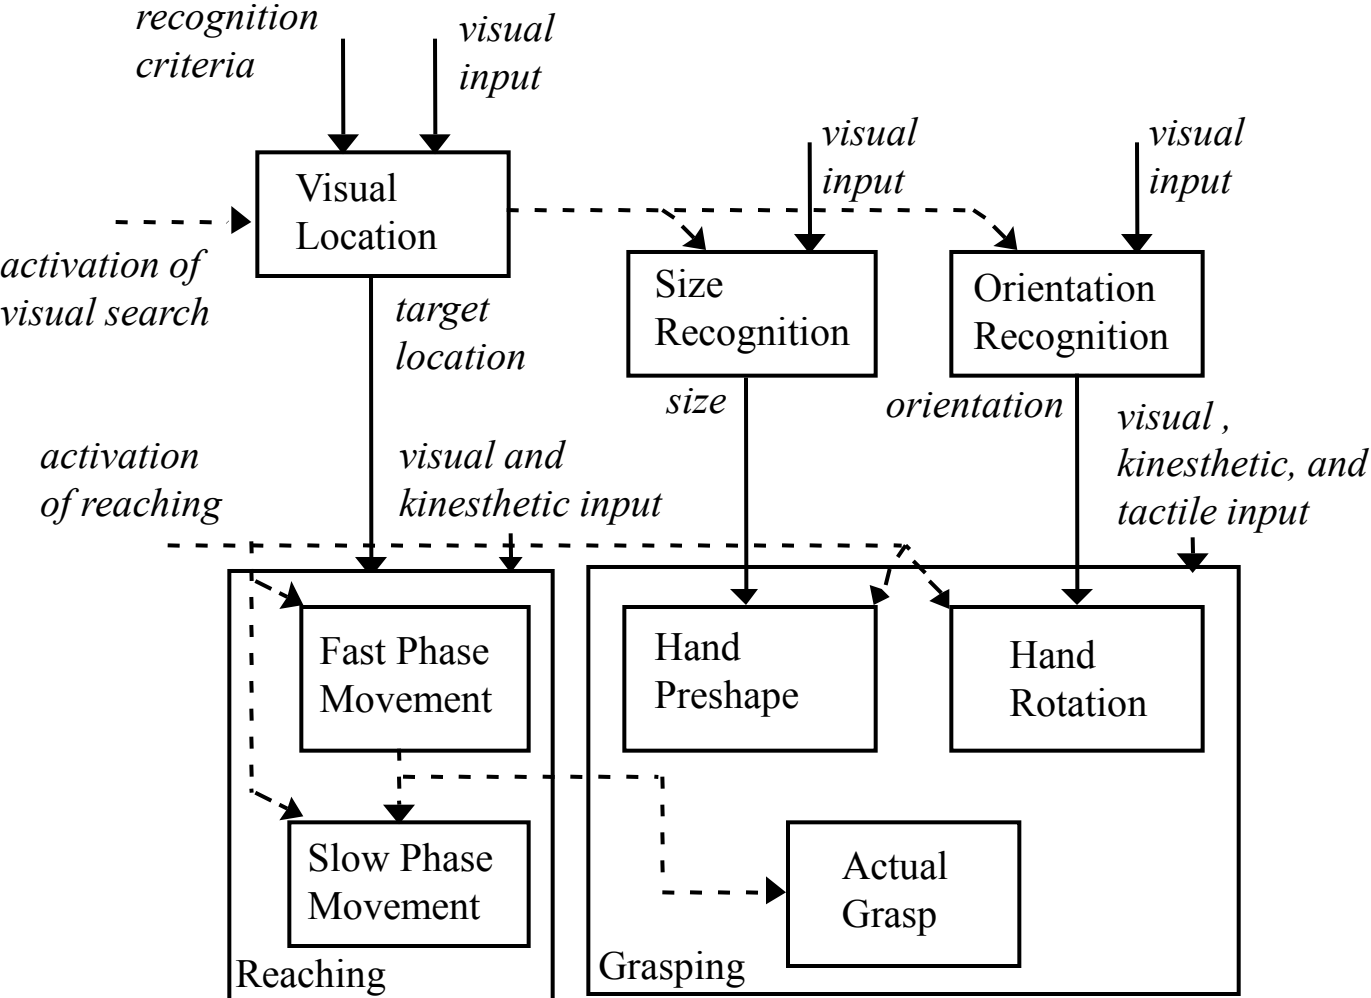 recognition
criteria
visual
input
visual
input
visual
input
Visual
Location
activation of
visual search
Size
Recognition
Orientation
Recognition
target
location
size
orientation
visual ,
kinesthetic, and
tactile input
activation
of reaching
visual and
kinesthetic input
Fast Phase
Movement
Hand
Preshape
Hand
Rotation
Slow Phase
Movement
Actual
Grasp
Reaching
Grasping